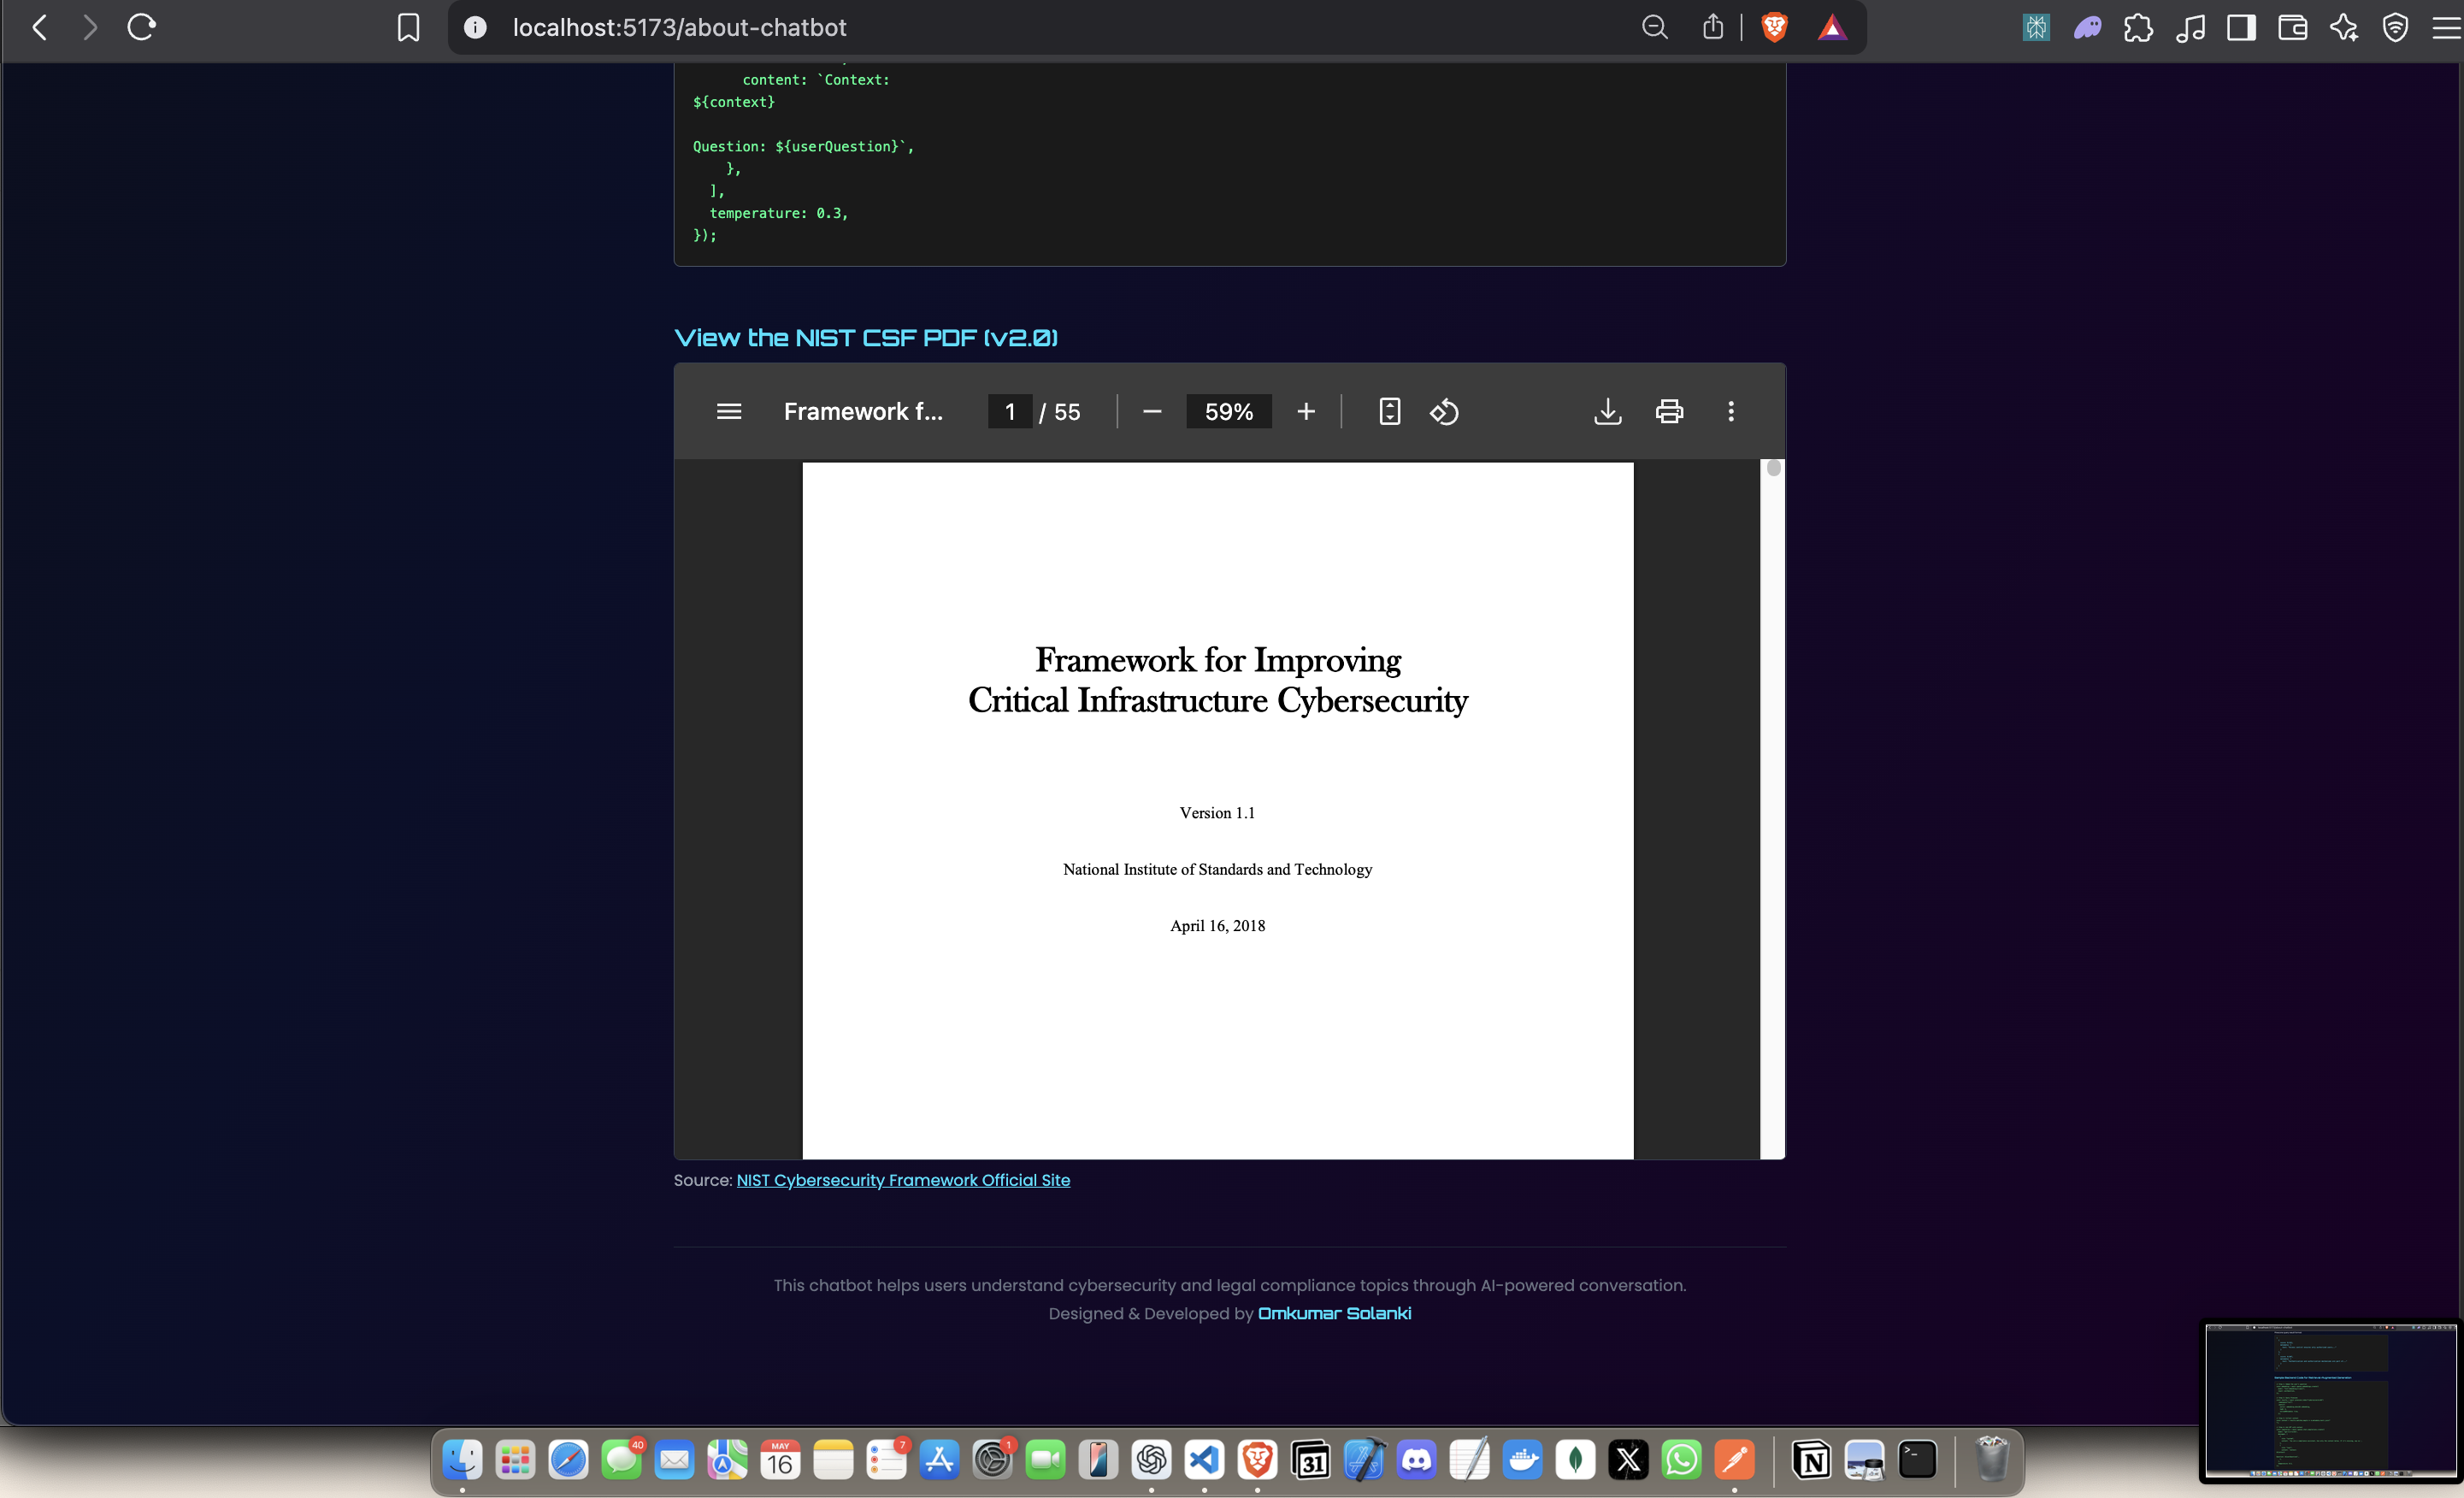 localhost:5173/about-chatbot
content: `Context:
${context}
Question: ${userQuestion}`,
},
],
temperature: 0.3,
});
View the NIST CSF PDF (v2.0)
Framework f... 1 / 55 59%
Framework for Improving
Critical Infrastructure Cybersecurity
Version 1.1
National Institute of Standards and Technology
April 16, 2018
Source: NIST Cybersecurity Framework Official Site
This chatbot helps users understand cybersecurity and legal compliance topics through AI-powered conversation.
Designed & Developed by Omkumar Solanki
40
MAY
16
7
1
31